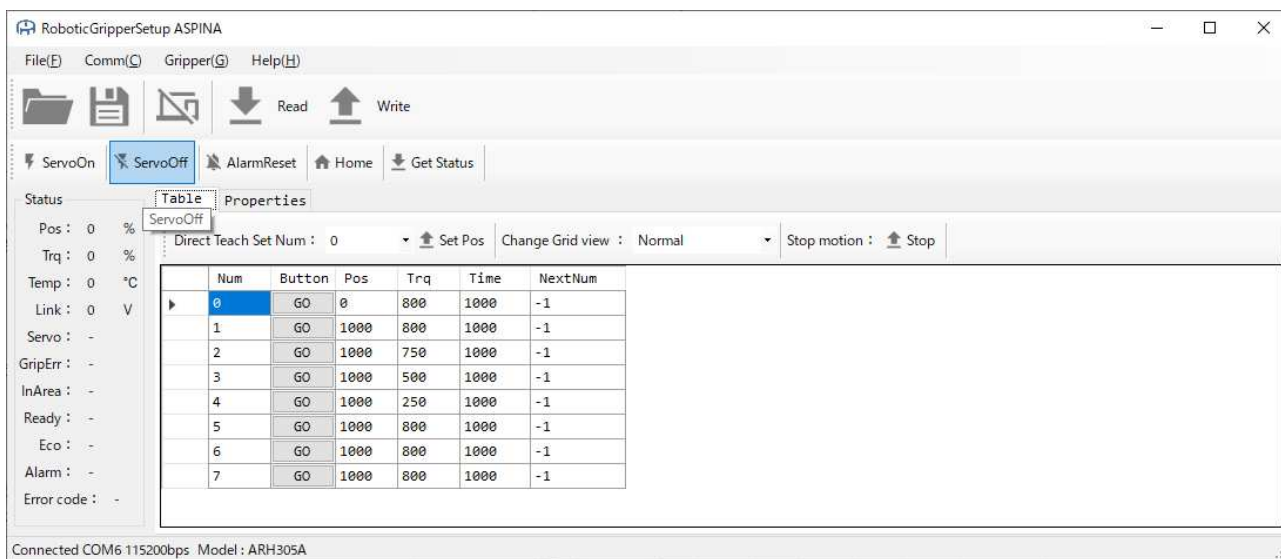 RoboticGripperSetup ASPINA
File(F) Comm(C) Gripper(G) Help(H)
Read Write
ServoOn ServoOff AlarmReset Home Get Status
Status
Table Properties
ServoOff
Direct Teach Set Num : 0 Set Pos Change Grid view : Normal Stop motion : Stop
Pos : 0 %
Trq : 0 %
Temp : 0 °C
Link : 0 V
Servo : -
GripErr : -
InArea : -
Ready : -
Eco : -
Alarm : -
Error code : -
Num Button Pos Trq Time NextNum
0 GO 0 800 1000 -1
1 GO 1000 800 1000 -1
2 GO 1000 750 1000 -1
3 GO 1000 500 1000 -1
4 GO 1000 250 1000 -1
5 GO 1000 800 1000 -1
6 GO 1000 800 1000 -1
7 GO 1000 800 1000 -1
Connected COM6 115200bps Model : ARH305A